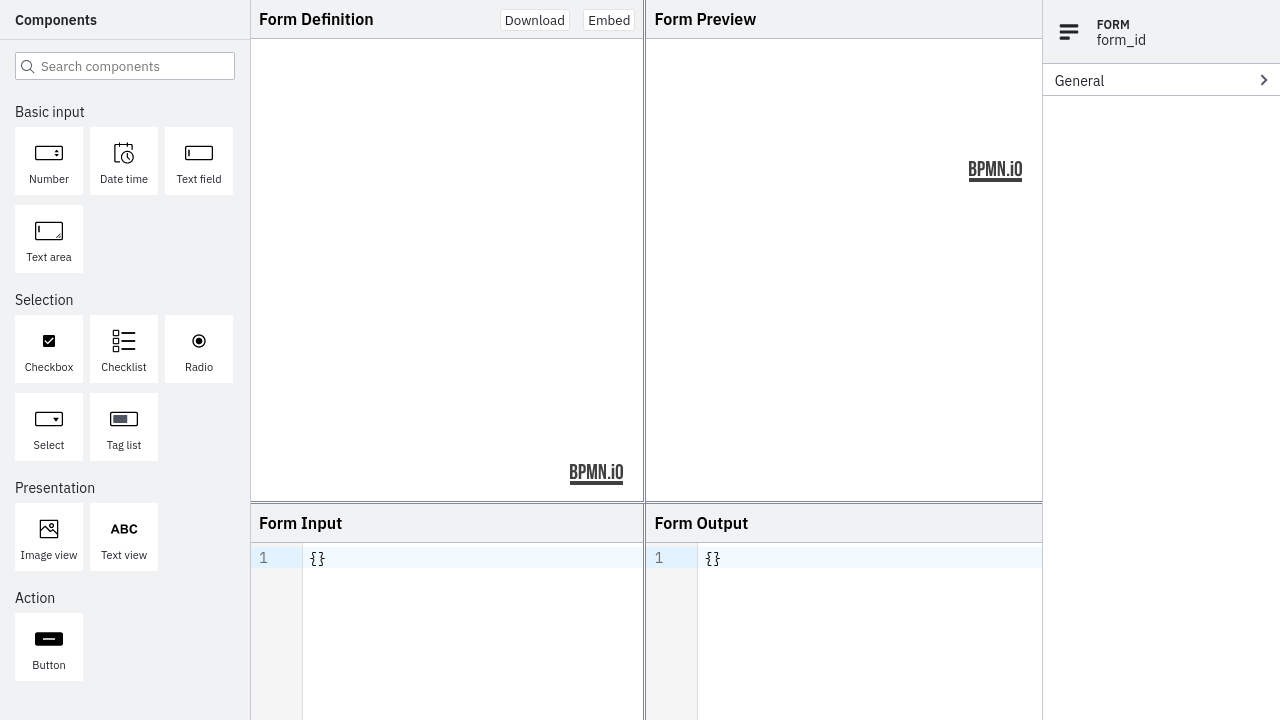 Components
Search components
Basic input
Number
Date time
Text field
Text area
Selection
Checkbox
Checklist
Radio
Select
Tag list
Presentation
Image view
ABC
Text view
Action
Button
Form Definition
Download
Embed
BPMN.iO
Form Preview
BPMN.iO
Form Input
1 {}
Form Output
1 {}
FORM
form_id
General